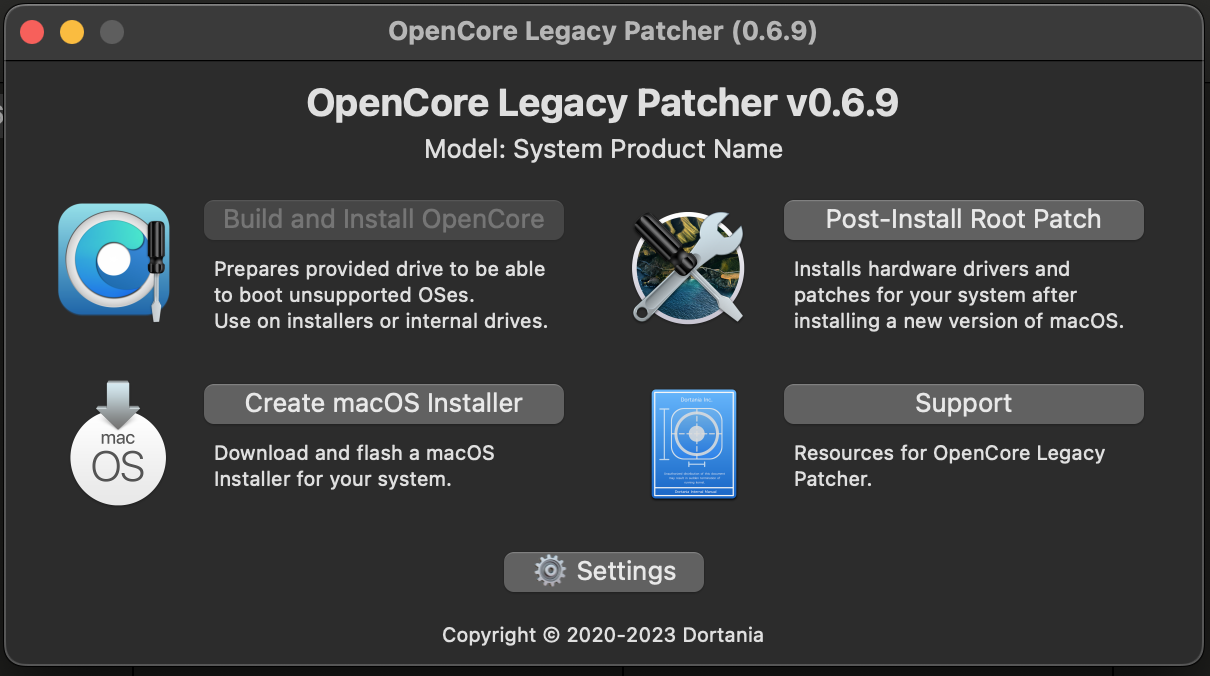 OpenCore Legacy Patcher (0.6.9)
OpenCore Legacy Patcher v0.6.9
Model: System Product Name
Build and Install OpenCore
Prepares provided drive to be able
to boot unsupported OSes.
Use on installers or internal drives.
Post-Install Root Patch
Installs hardware drivers and
patches for your system after
installing a new version of macOS.
mac
OS
Create macOS Installer
Download and flash a macOS
Installer for your system.
Dortania Inc.
Dortania Internal Manual
Support
Resources for OpenCore Legacy
Patcher.
Settings
Copyright © 2020-2023 Dortania